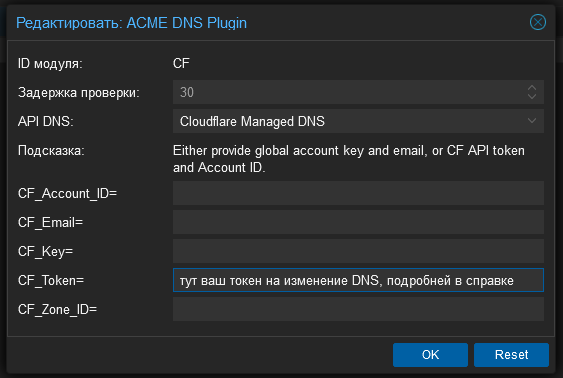 Редактировать: ACME DNS Plugin
ID модуля: CF
Задержка проверки: 30
API DNS: Cloudflare Managed DNS
Подсказка: Either provide global account key and email, or CF API token
and Account ID.
CF_Account_ID=
CF_Email=
CF_Key=
CF_Token= тут ваш токен на изменение DNS, подробней в справке
CF_Zone_ID=
OK Reset